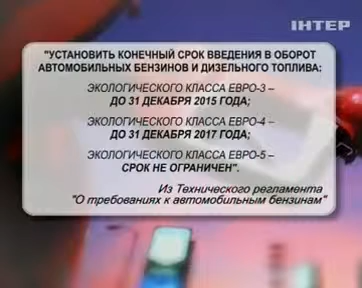 ІНТЕР
"УСТАНОВИТЬ КОНЕЧНЫЙ СРОК ВВЕДЕНИЯ В ОБОРОТ
АВТОМОБИЛЬНЫХ БЕНЗИНОВ И ДИЗЕЛЬНОГО ТОПЛИВА:
ЭКОЛОГИЧЕСКОГО КЛАССА ЕВРО-3 –
ДО 31 ДЕКАБРЯ 2015 ГОДА;
ЭКОЛОГИЧЕСКОГО КЛАССА ЕВРО-4 –
ДО 31 ДЕКАБРЯ 2017 ГОДА;
ЭКОЛОГИЧЕСКОГО КЛАССА ЕВРО-5 –
СРОК НЕ ОГРАНИЧЕН".
Из Технического регламента
"О требованиях к автомобильным бензинам"